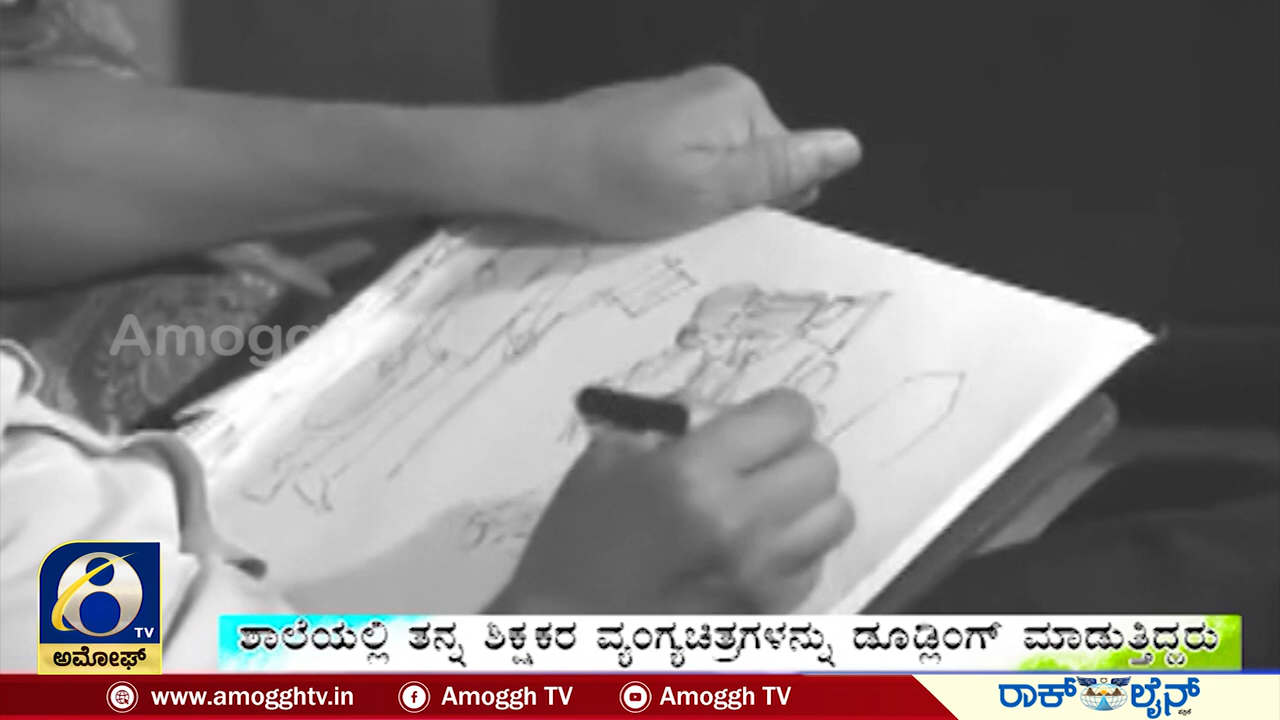 Amoggh
TV
ಅಮೋಘ್
ಶಾಲೆಯಲ್ಲಿ ತನ್ನ ಶಿಕ್ಷಕರ ವ್ಯಂಗ್ಯಚಿತ್ರಗಳನ್ನು ಡೂಡ್ಲಿಂಗ್ ಮಾಡುತ್ತಿದ್ದರು
www.amogghtv.in Amoggh TV Amoggh TV ರಾಕ್ ಲೈನ್